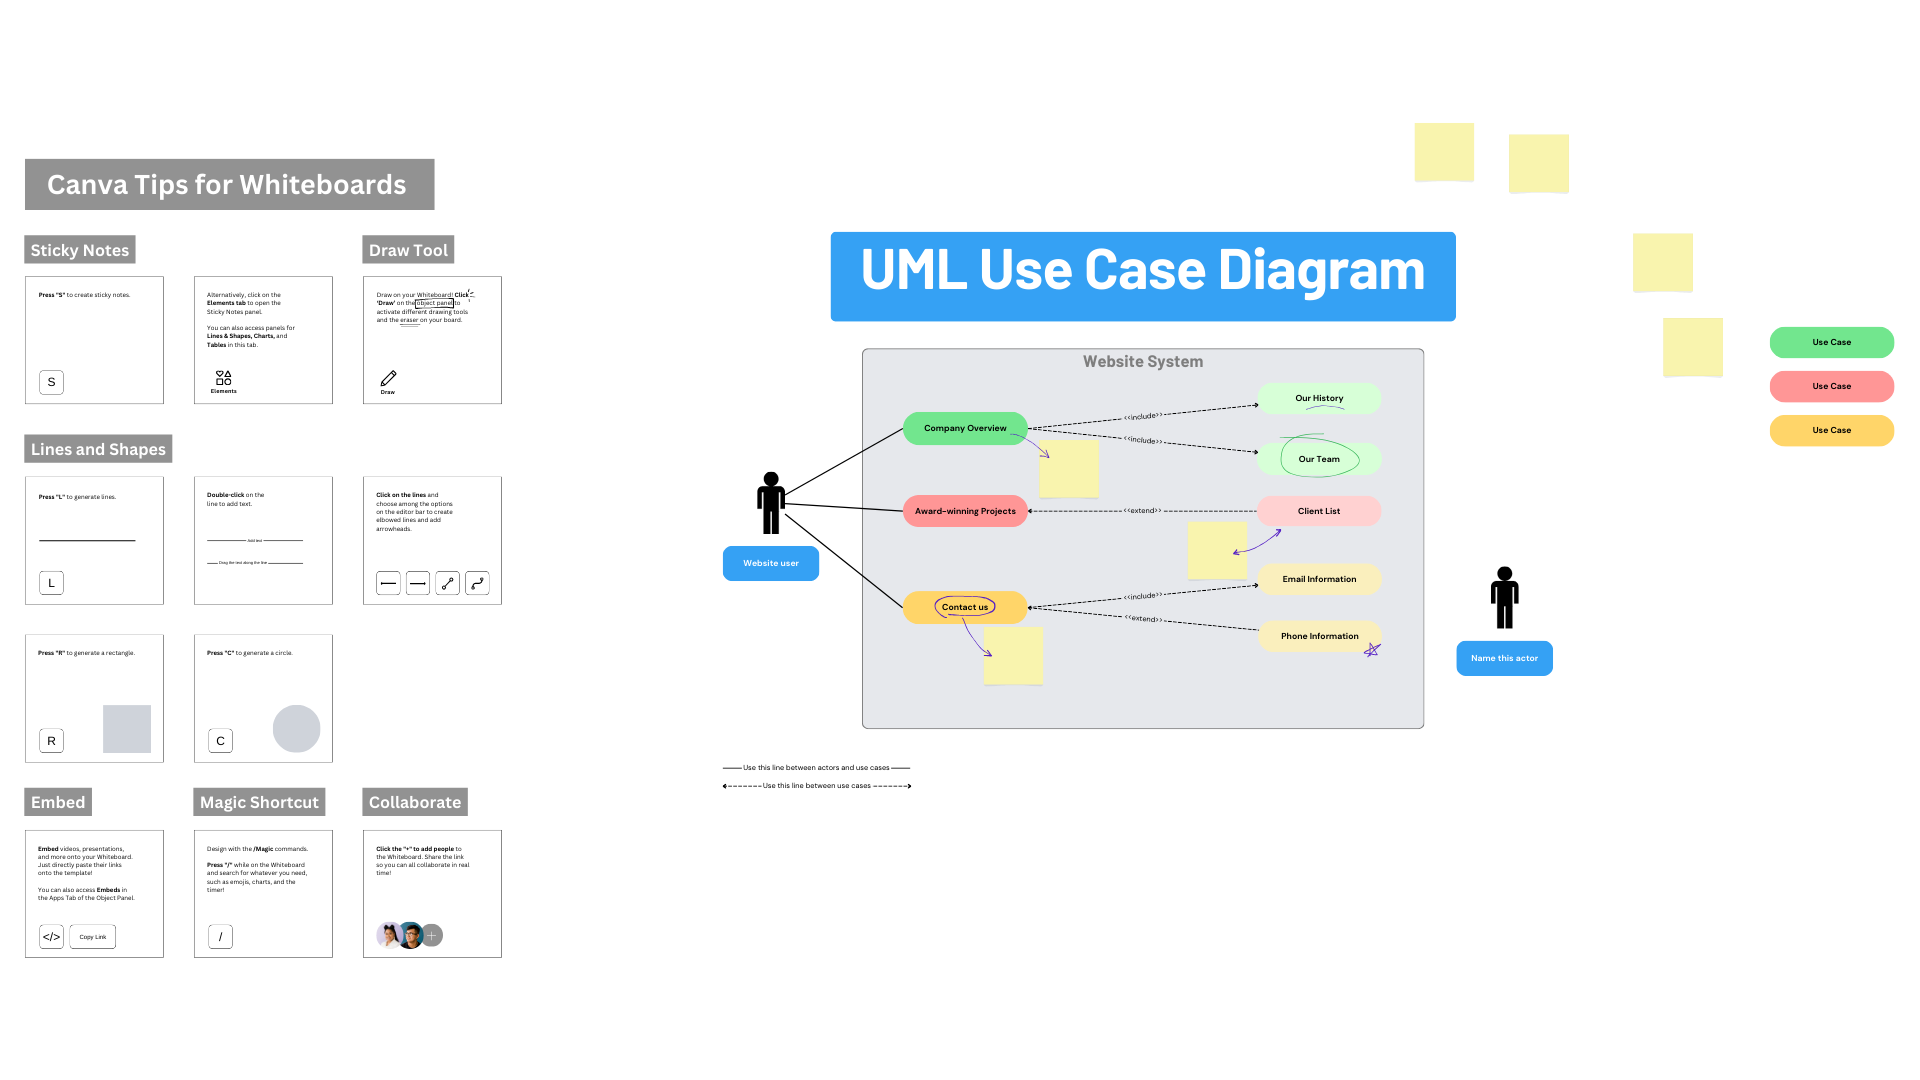 Canva Tips for Whiteboards
Sticky Notes
Draw Tool
Press "S" to create sticky notes.
S
Alternatively, click on the
Elements tab to open the
Sticky Notes panel.
You can also access panels for
Lines & Shapes, Charts, and
Tables in this tab.
Elements
Draw on your Whiteboard! Click
'Draw' on the object panel to
activate different drawing tools
and the eraser on your board.
Draw
Lines and Shapes
Press "L" to generate lines.
L
Double-click on the
line to add text.
Add text
Drag the text along the line
Click on the lines and
choose among the options
on the editor bar to create
elbowed lines and add
arrowheads.
Press "R" to generate a rectangle.
R
Press "C" to generate a circle.
C
Embed
Magic Shortcut
Collaborate
Embed videos, presentations,
and more onto your Whiteboard.
Just directly paste their links
onto the template!
You can also access Embeds in
the Apps Tab of the Object Panel.
</>
Copy Link
Design with the /Magic commands.
Press "/" while on the Whiteboard
and search for whatever you need,
such as emojis, charts, and the
timer!
/
Click the "+" to add people to
the Whiteboard. Share the link
so you can all collaborate in real
time!
UML Use Case Diagram
Website System
Website user
Company Overview
Award-winning Projects
Contact us
<<include>>
<<include>>
<<extend>>
<<include>>
<<extend>>
Our History
Our Team
Client List
Email Information
Phone Information
Name this actor
Use this line between actors and use cases
Use this line between use cases
Use Case
Use Case
Use Case